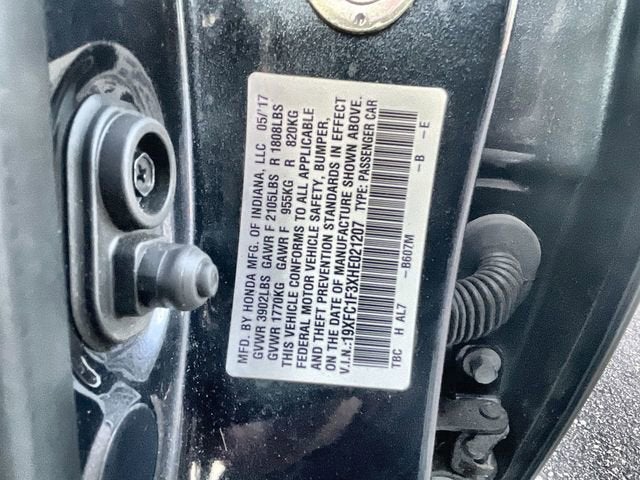 MFD. BY HONDA MFG. OF INDIANA, LLC 05/17
GVWR 3902LBS GAWR F 2105LBS R 1808LBS
GVWR 1770KG GAWR F 955KG R 820KG
THIS VEHICLE CONFORMS TO ALL APPLICABLE
FEDERAL MOTOR VEHICLE SAFETY, BUMPER,
AND THEFT PREVENTION STANDARDS IN EFFECT
ON THE DATE OF MANUFACTURE SHOWN ABOVE.
V.I.N.:19XFC1F3XHE021207 TYPE: PASSENGER CAR
TBC H AL7 -B607M -B -E